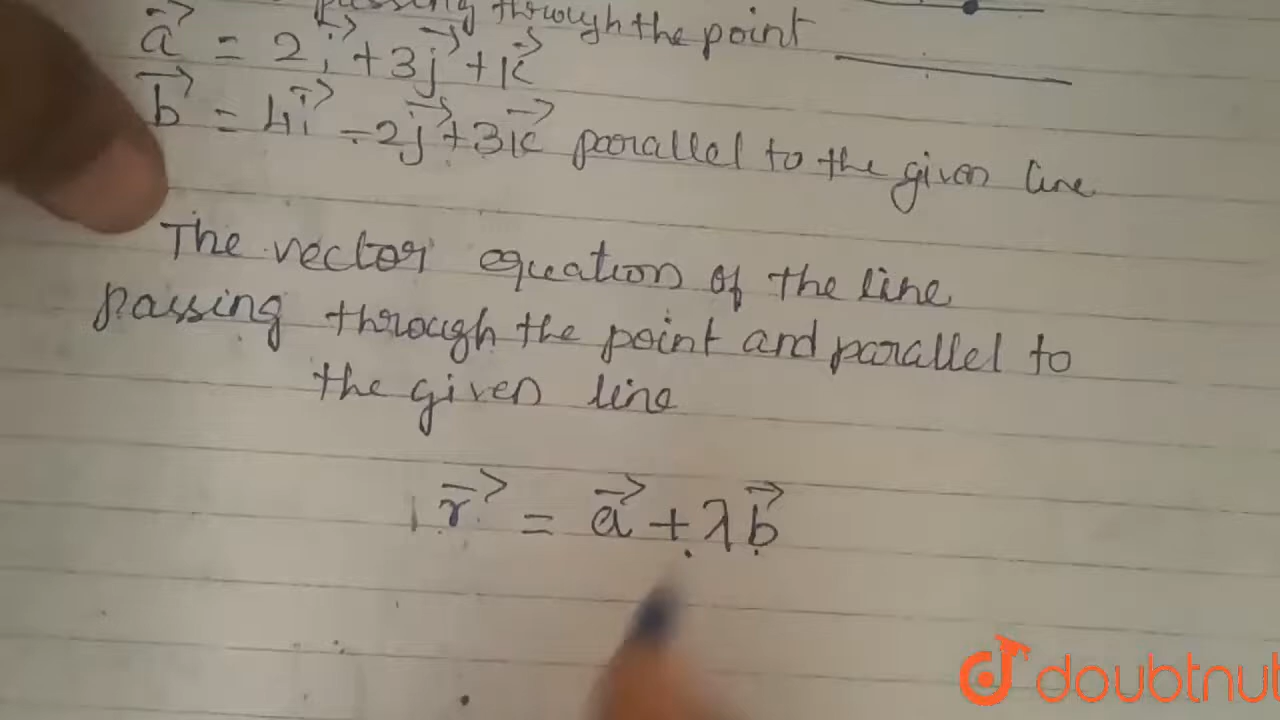 passing through the point
a⃗ = 2i⃗ + 3j⃗ + k⃗
b⃗ = 4i⃗ - 2j⃗ + 3k⃗ parallel to the given line
The vector equation of the line
passing through the point and parallel to
the given line
r⃗ = a⃗ + λb⃗
doubtnut